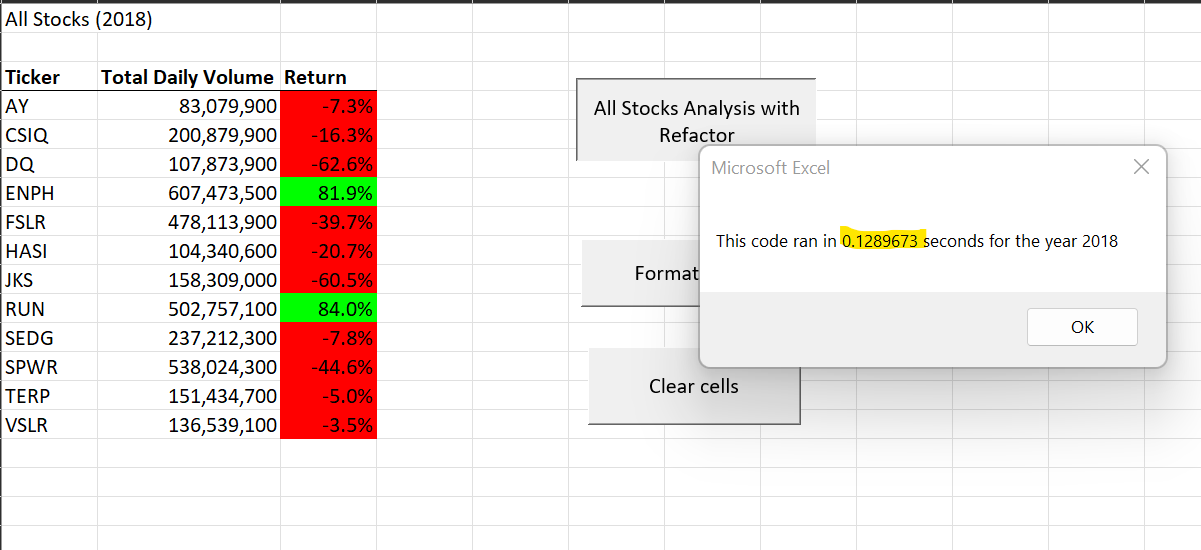 All Stocks (2018)
Ticker Total Daily Volume Return
AY 83,079,900 -7.3%
CSIQ 200,879,900 -16.3%
DQ 107,873,900 -62.6%
ENPH 607,473,500 81.9%
FSLR 478,113,900 -39.7%
HASI 104,340,600 -20.7%
JKS 158,309,000 -60.5%
RUN 502,757,100 84.0%
SEDG 237,212,300 -7.8%
SPWR 538,024,300 -44.6%
TERP 151,434,700 -5.0%
VSLR 136,539,100 -3.5%
All Stocks Analysis with
Refactor
Microsoft Excel
This code ran in 0.1289673 seconds for the year 2018
OK
Format
Clear cells